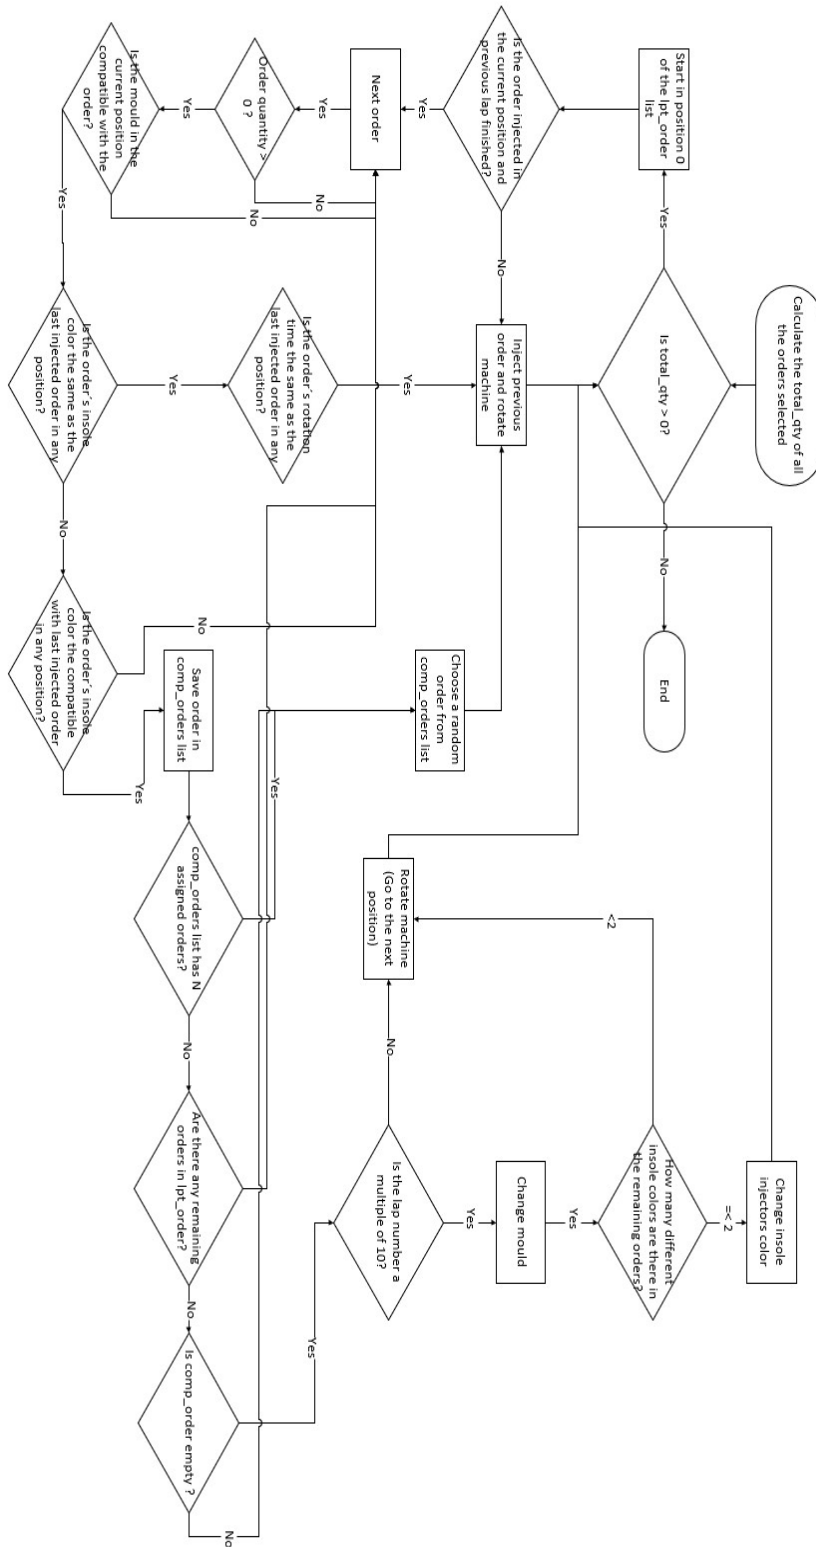 Calculate the total_qty of all
the orders selected
Is total_qty > 0?
Yes
No
End
Start in position 0
of the lpt_order
list
Is the order injected in
the current position and
previous lap finished?
Yes
No
Inject previous
order and rotate
machine
Next order
Yes
Order quantity >
0 ?
No
Yes
Is the mould in the
current position
compatible with the
order?
No
Yes
Is the order´s insole
color the same as the
last injected order in any
position?
Yes
Is the order´s rotation
time the same as the
last injected order in any
position?
Yes
No
Is the order´s insole
color the compatible
with last injected order
in any position?
No
Yes
Save order in
comp_orders list
comp_orders list has N
assigned orders?
Yes
No
Choose a random
order from
comp_orders list
Are there any remaining
orders in lpt_order?
No
Is comp_order empty ?
No
Yes
Is the lap number a
multiple of 10?
No
Yes
Rotate machine
(Go to the next
position)
Change mould
Yes
How many different
insole colors are there in
the remaining orders?
<2
=<2
Change insole
injectors color